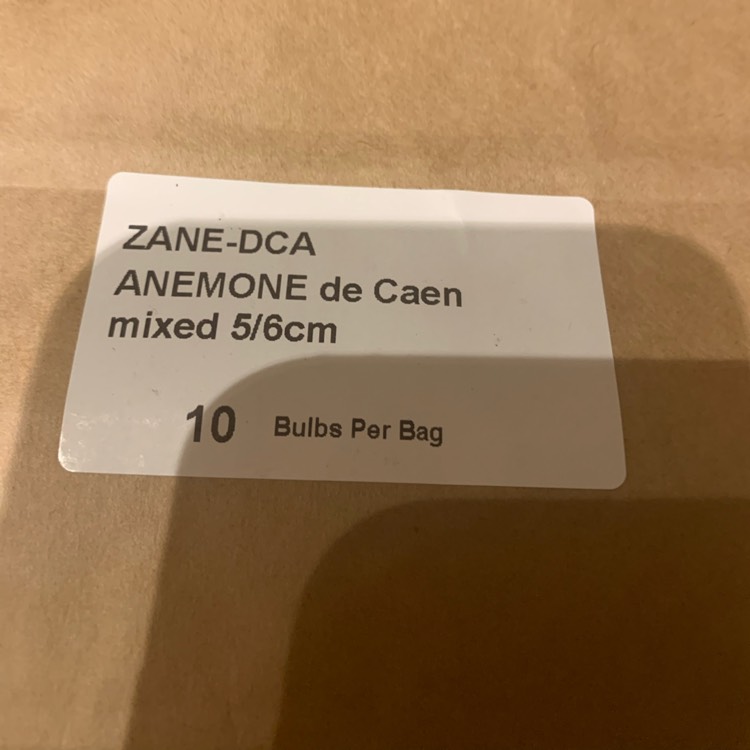 ZANE-DCA
ANEMONE de Caen
mixed 5/6cm
10 Bulbs Per Bag